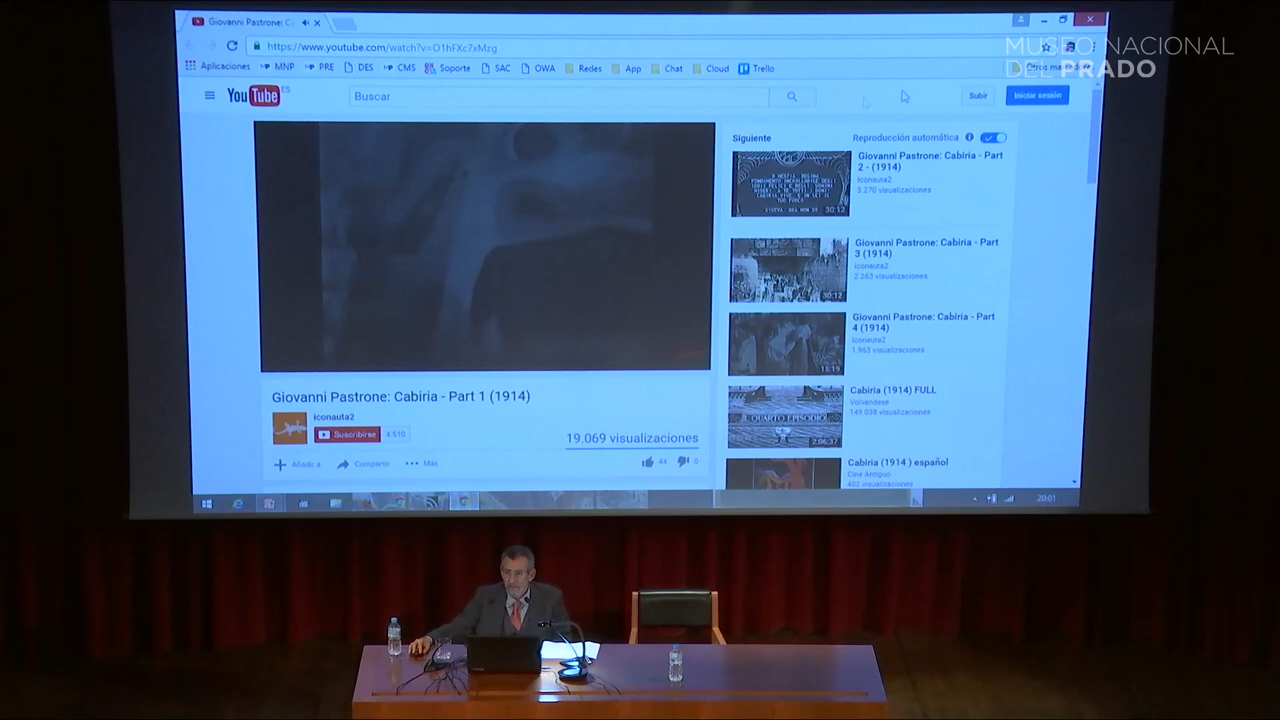 Giovanni Pastrone: C
MUSEO NACIONAL
DEL PRADO
https://www.youtube.com/watch?v=O1hFXc7xMzg
Aplicaciones MNP PRE DES CMS Soporte SAC OWA Redes App Chat Cloud Trello Otros
YouTube ES
Buscar
Subir
Iniciar sesión
Siguiente
Reproducción automática
Giovanni Pastrone: Cabiria - Part
2 - (1914)
iconauta2
3.270 visualizaciones
30:12
Giovanni Pastrone: Cabiria - Part
3 (1914)
iconauta2
2.263 visualizaciones
30:12
Giovanni Pastrone: Cabiria - Part
4 (1914)
iconauta2
1.963 visualizaciones
15:19
Cabiria (1914) FULL
Volvandese
149.038 visualizaciones
QUARTO EPISODIO
2:06:37
Cabiria (1914 ) español
Cine Antiguo
402 visualizaciones
Giovanni Pastrone: Cabiria - Part 1 (1914)
iconauta2
Suscribirse 4.510
19.069 visualizaciones
Añadir a Compartir Más
44 0
20:01